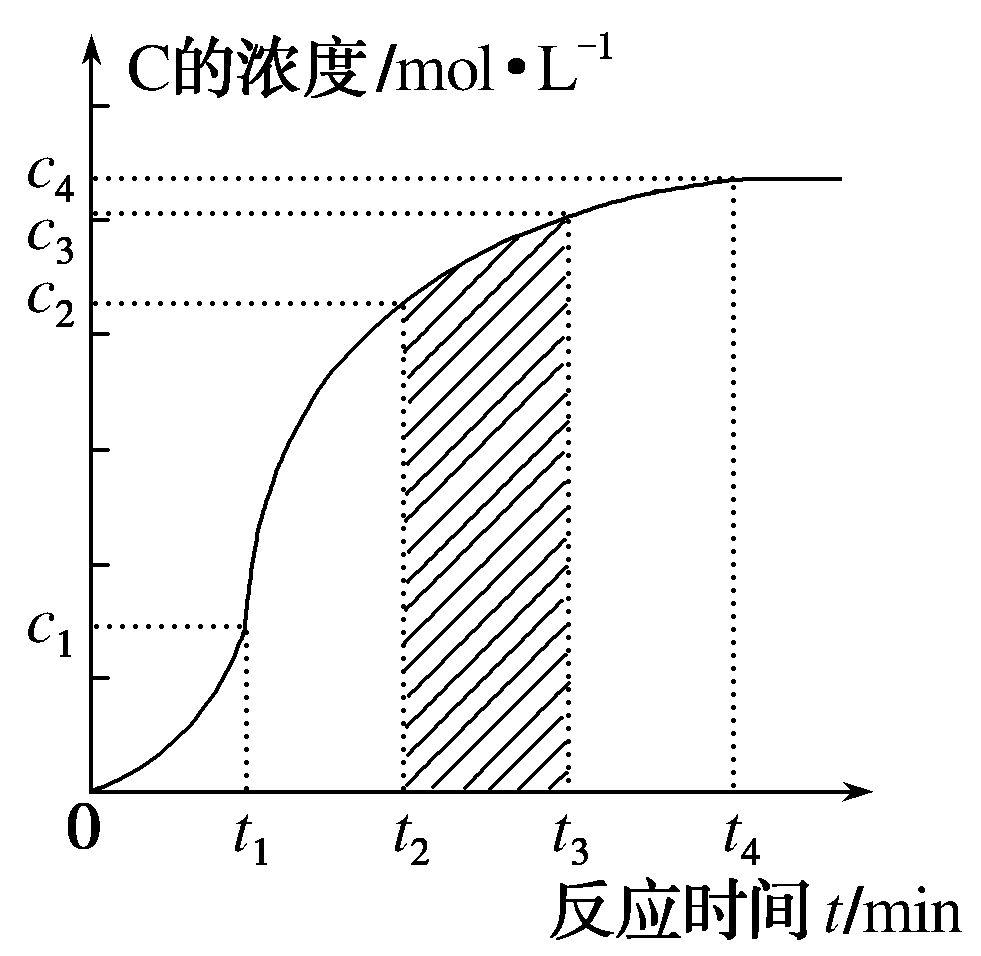 C的浓度/mol•L⁻¹
c₄
c₃
c₂
c₁
0 t₁ t₂ t₃ t₄
反应时间 t/min